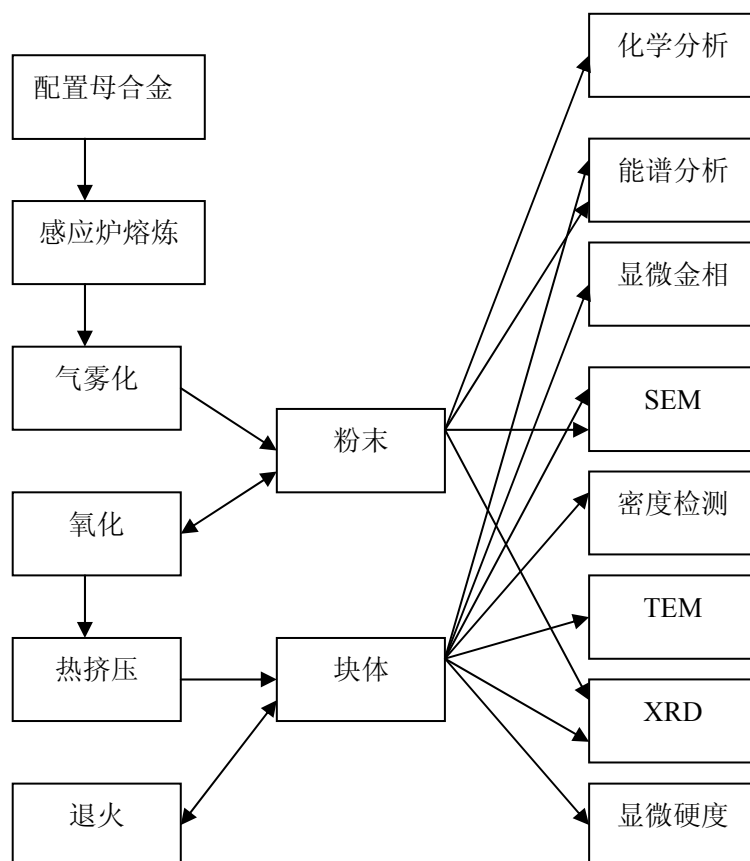 配置母合金
感应炉熔炼
气雾化
氧化
热挤压
退火
粉末
块体
化学分析
能谱分析
显微金相
SEM
密度检测
TEM
XRD
显微硬度